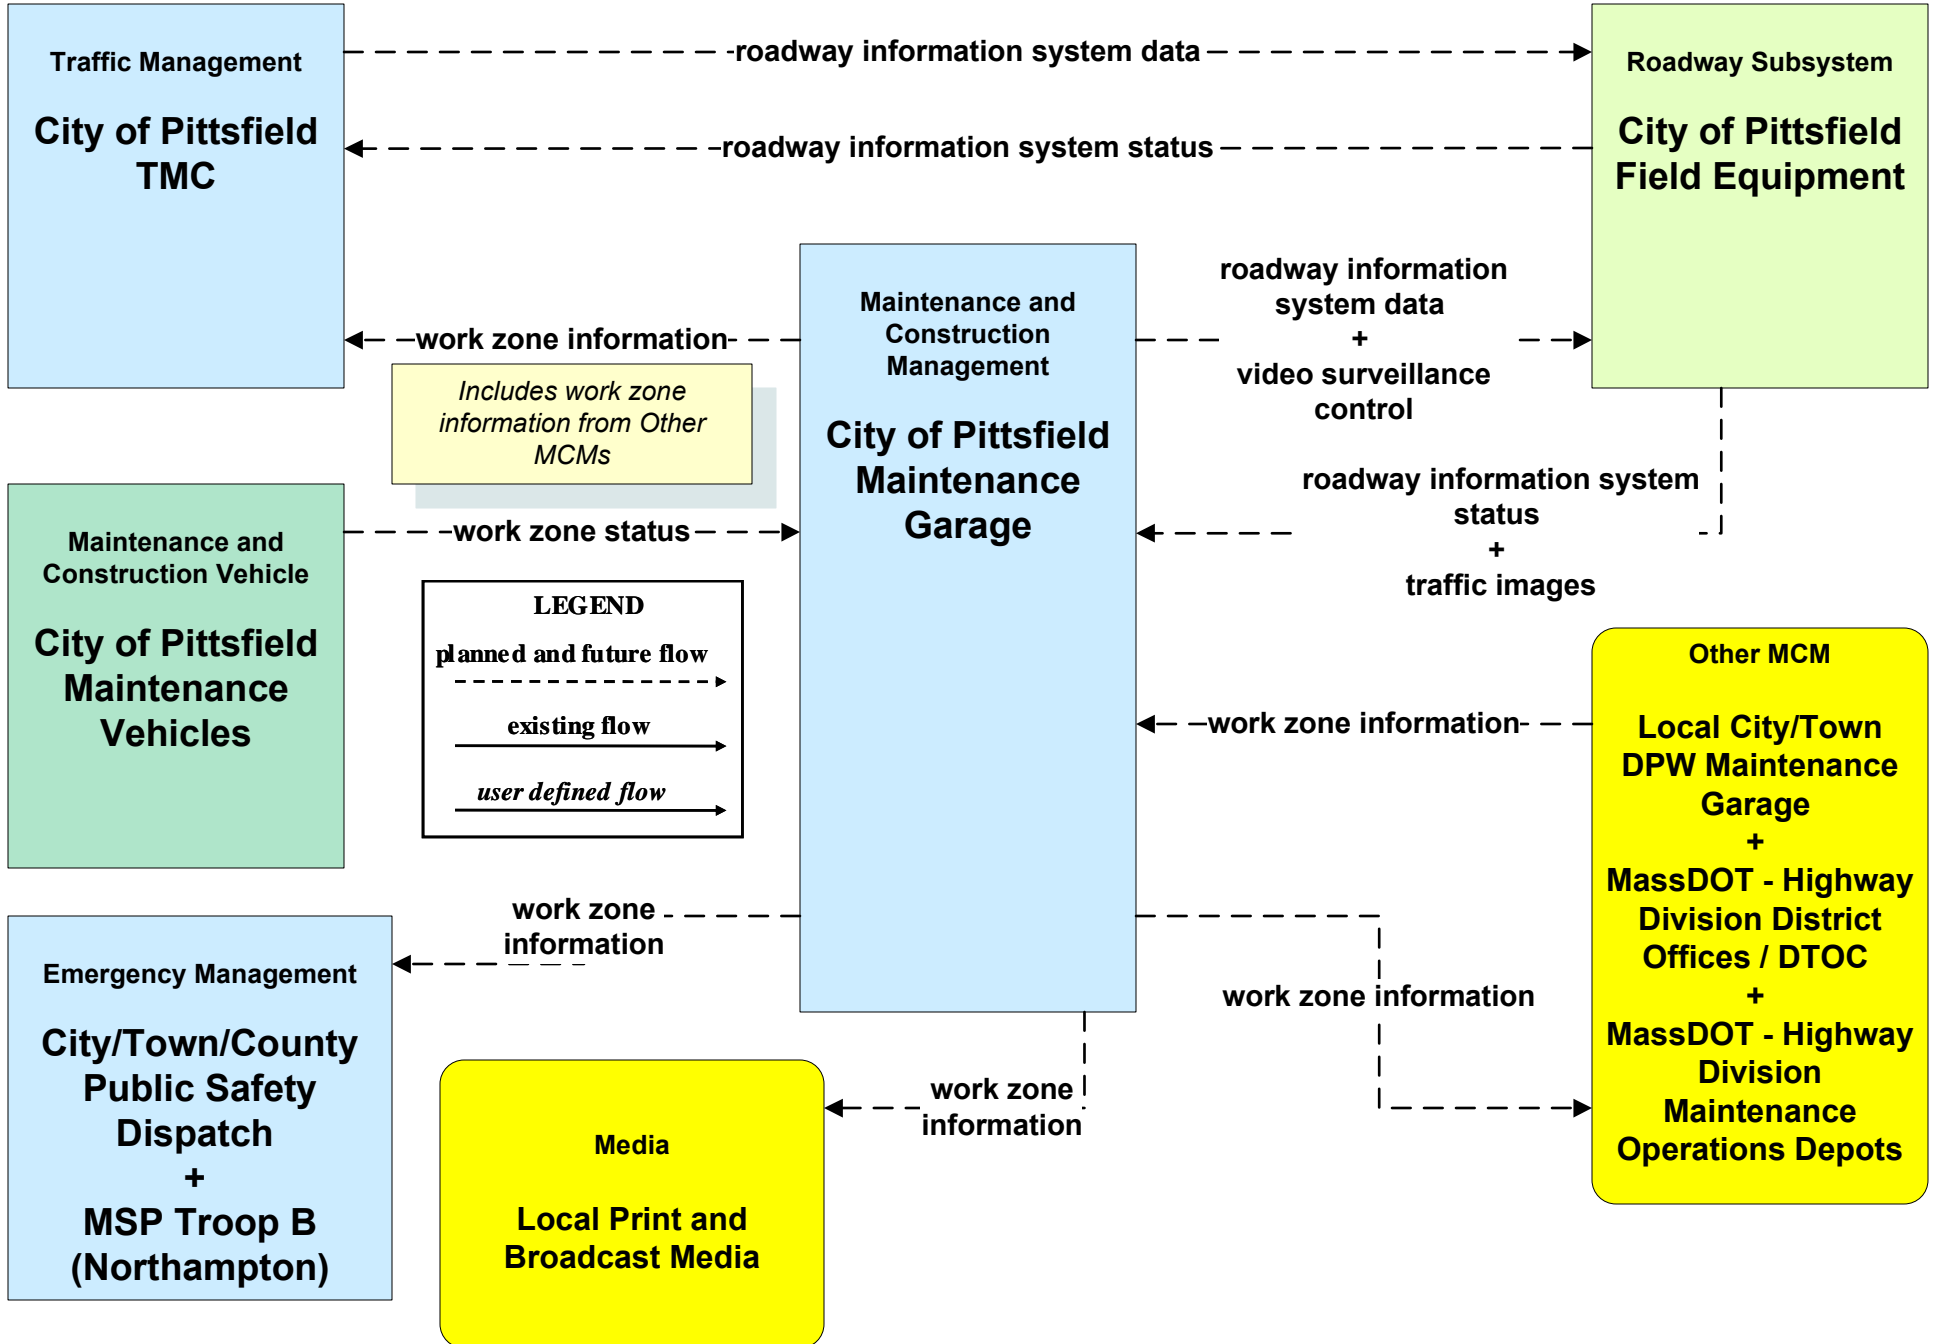 Traffic Management
City of Pittsfield
TMC
roadway information system data
roadway information system status
Roadway Subsystem
City of Pittsfield
Field Equipment
work zone information
Includes work zone
information from Other
MCMs
Maintenance and
Construction
Management
City of Pittsfield
Maintenance
Garage
roadway information
system data
+
video surveillance
control
roadway information system
status
+
traffic images
Maintenance and
Construction Vehicle
City of Pittsfield
Maintenance
Vehicles
work zone status
LEGEND
planned and future flow
existing flow
user defined flow
Other MCM
Local City/Town
DPW Maintenance
Garage
+
MassDOT - Highway
Division District
Offices / DTOC
+
MassDOT - Highway
Division
Maintenance
Operations Depots
work zone information
work zone
information
work zone information
Emergency Management
City/Town/County
Public Safety
Dispatch
+
MSP Troop B
(Northampton)
work zone
information
Media
Local Print and
Broadcast Media